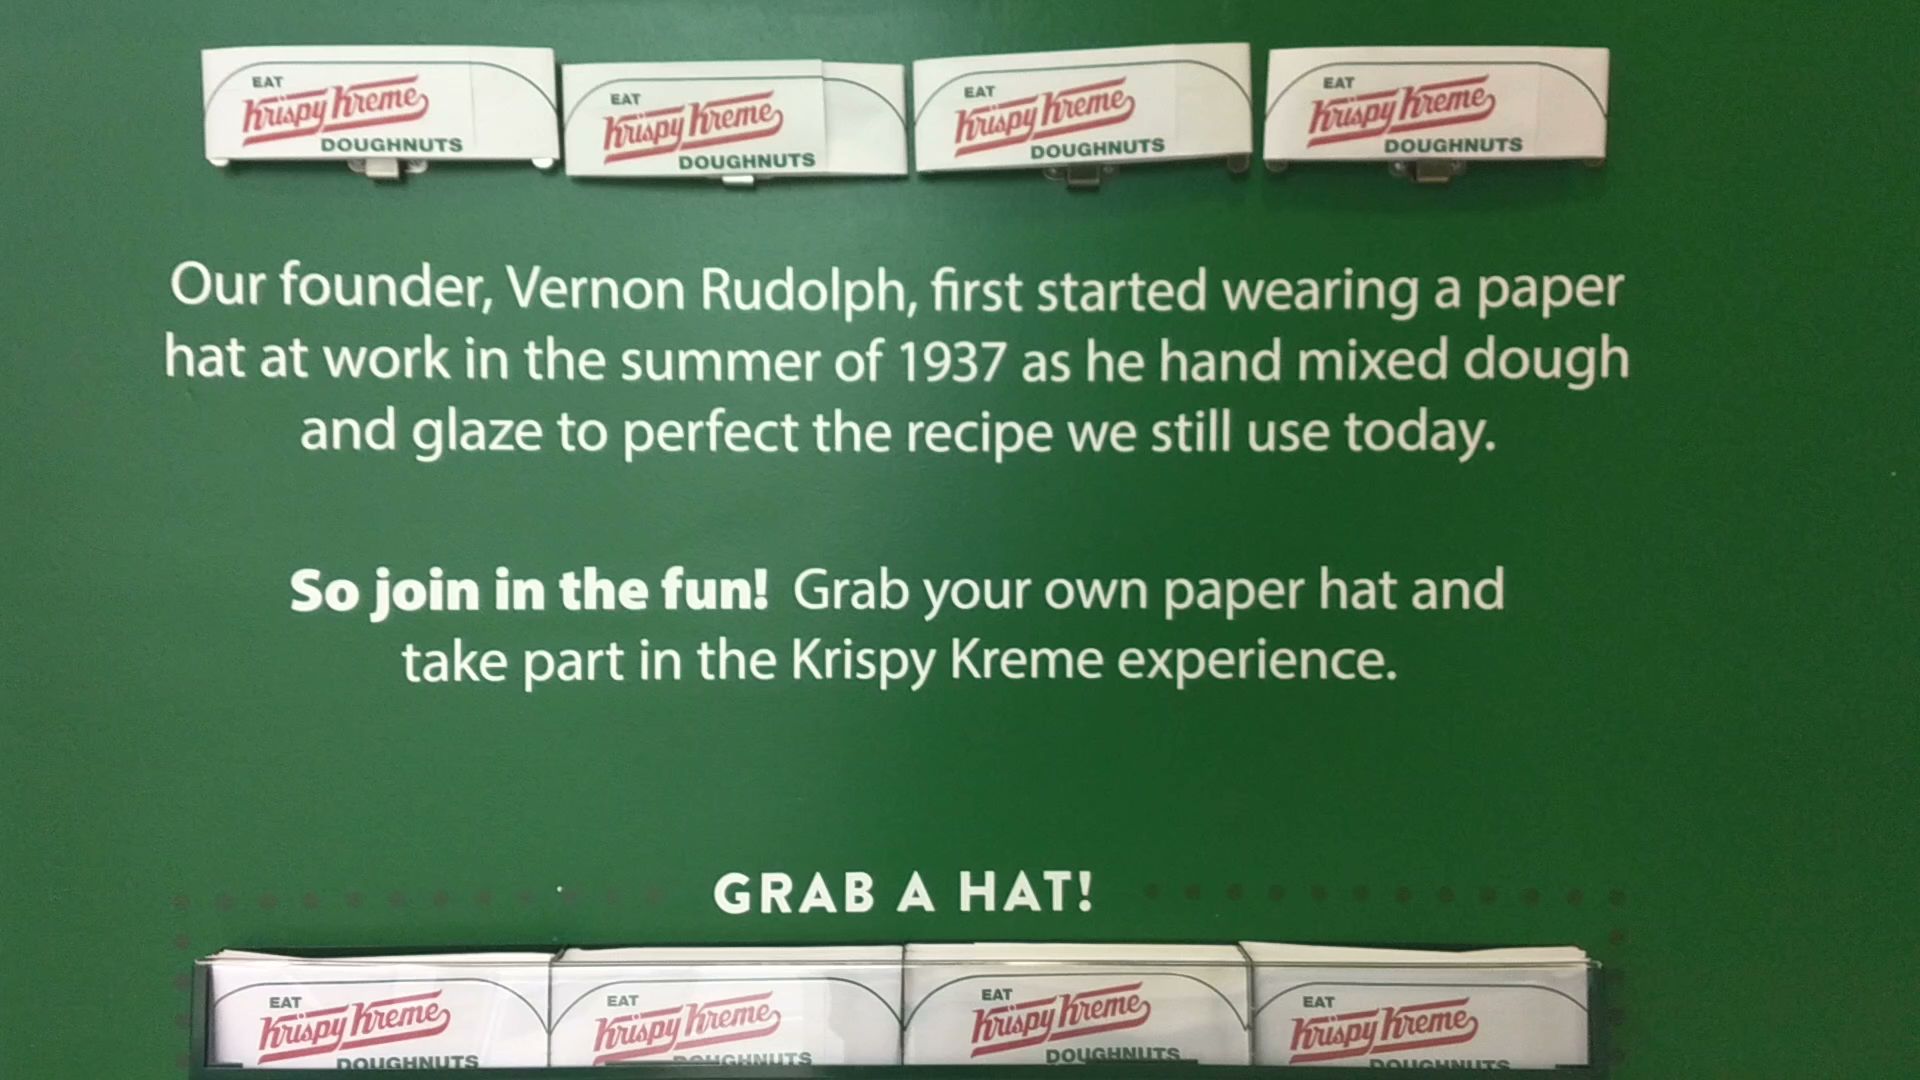 EAT
Krispy Kreme
DOUGHNUTS
EAT
Krispy Kreme
DOUGHNUTS
EAT
Krispy Kreme
DOUGHNUTS
EAT
Krispy Kreme
DOUGHNUTS
Our founder, Vernon Rudolph, first started wearing a paper
hat at work in the summer of 1937 as he hand mixed dough
and glaze to perfect the recipe we still use today.
So join in the fun! Grab your own paper hat and
take part in the Krispy Kreme experience.
GRAB A HAT!
EAT
Krispy Kreme
DOUGHNUTS
EAT
Krispy Kreme
DOUGHNUTS
EAT
Krispy Kreme
DOUGHNUTS
EAT
Krispy Kreme
DOUGHNUTS